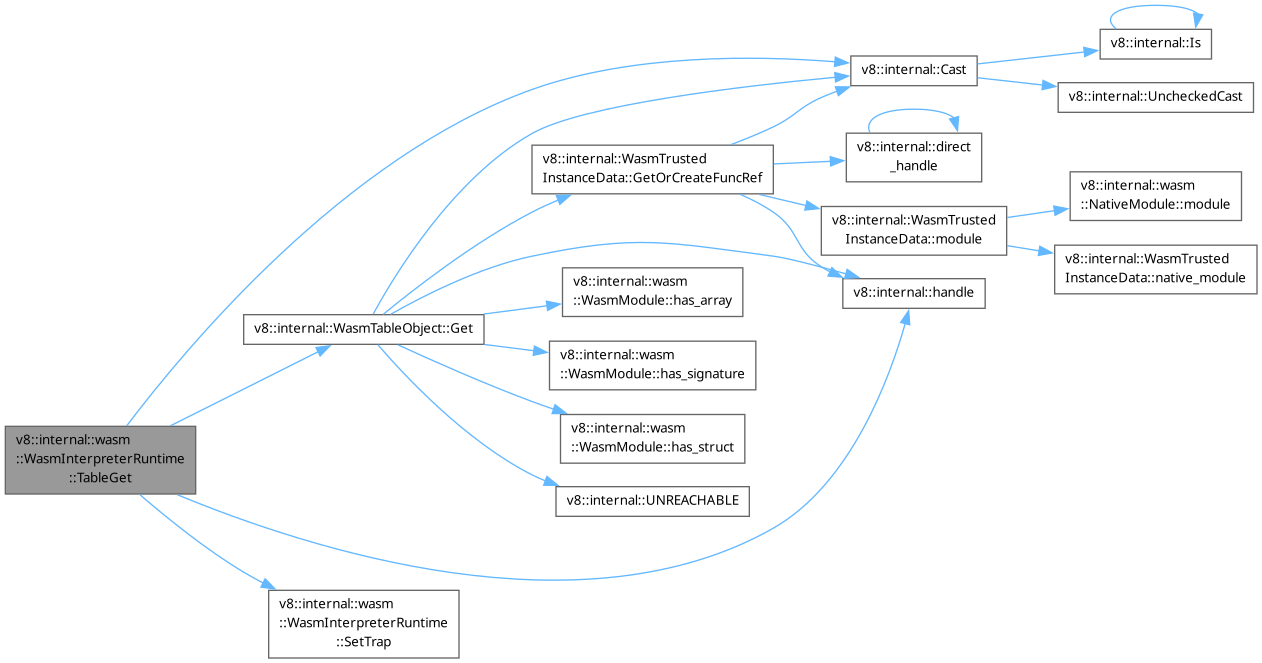 v8::internal::Is
v8::internal::Cast
v8::internal::UncheckedCast
v8::internal::direct
_handle
v8::internal::WasmTrusted
InstanceData::GetOrCreateFuncRef
v8::internal::wasm
::NativeModule::module
v8::internal::WasmTrusted
InstanceData::module
v8::internal::WasmTrusted
InstanceData::native_module
v8::internal::handle
v8::internal::wasm
::WasmModule::has_array
v8::internal::WasmTableObject::Get
v8::internal::wasm
::WasmModule::has_signature
v8::internal::wasm
::WasmModule::has_struct
v8::internal::wasm
::WasmInterpreterRuntime
::TableGet
v8::internal::UNREACHABLE
v8::internal::wasm
::WasmInterpreterRuntime
::SetTrap